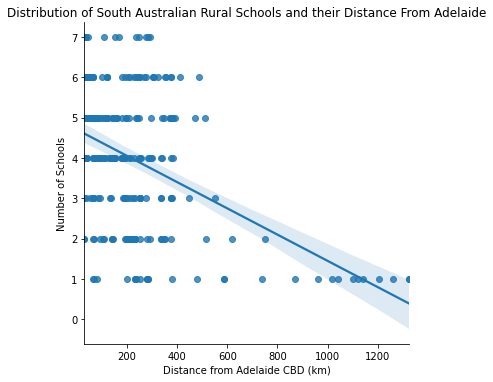 Distribution of South Australian Rural Schools and their Distance From Adelaide
7
6
5
4
3
2
1
0
Number of Schools
200 400 600 800 1000 1200
Distance from Adelaide CBD (km)